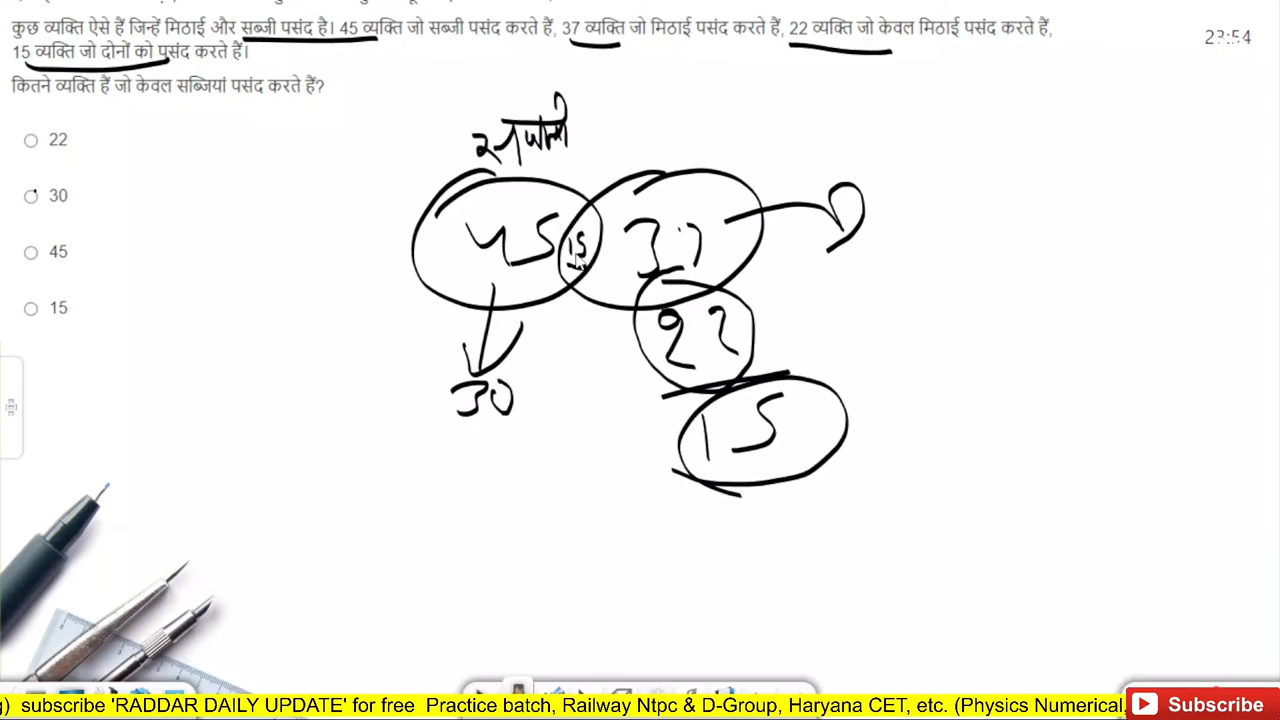 कुछ व्यक्ति ऐसे हैं जिन्हें मिठाई और सब्जी पसंद है। 45 व्यक्ति जो सब्जी पसंद करते हैं, 37 व्यक्ति जो मिठाई पसंद करते हैं, 22 व्यक्ति जो केवल मिठाई पसंद करते हैं,
23:54
15 व्यक्ति जो दोनों को पसंद करते हैं।
कितने व्यक्ति हैं जो केवल सब्जियां पसंद करते हैं?
22
30
45
15
45 15 37
22
30
15
g) subscribe 'RADDAR DAILY UPDATE' for free Practice batch, Railway Ntpc & D-Group, Haryana CET, etc. (Physics Numerical,
Subscribe